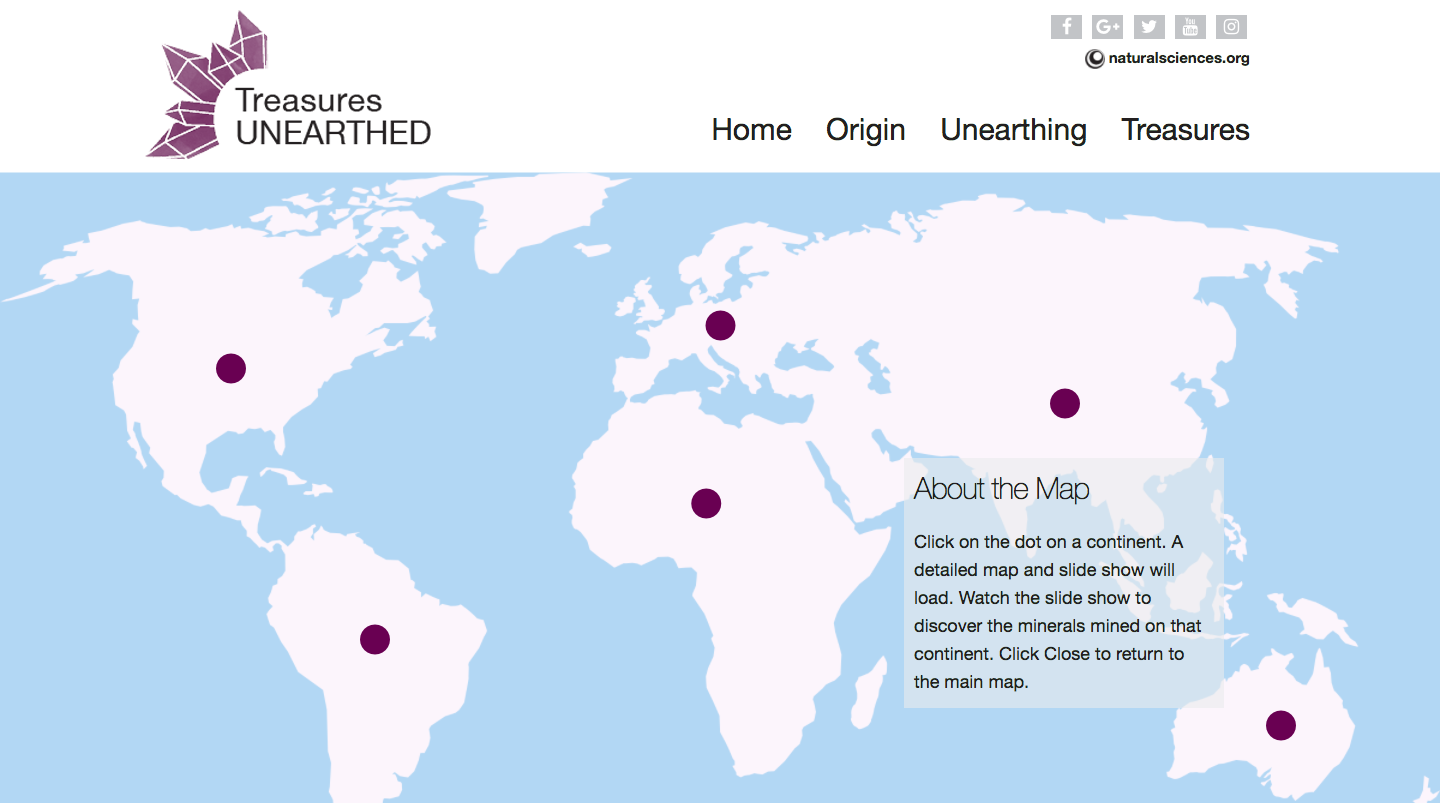 Treasures
UNEARTHED
naturalsciences.org
Home Origin Unearthing Treasures
About the Map
Click on the dot on a continent. A
detailed map and slide show will
load. Watch the slide show to
discover the minerals mined on that
continent. Click Close to return to
the main map.